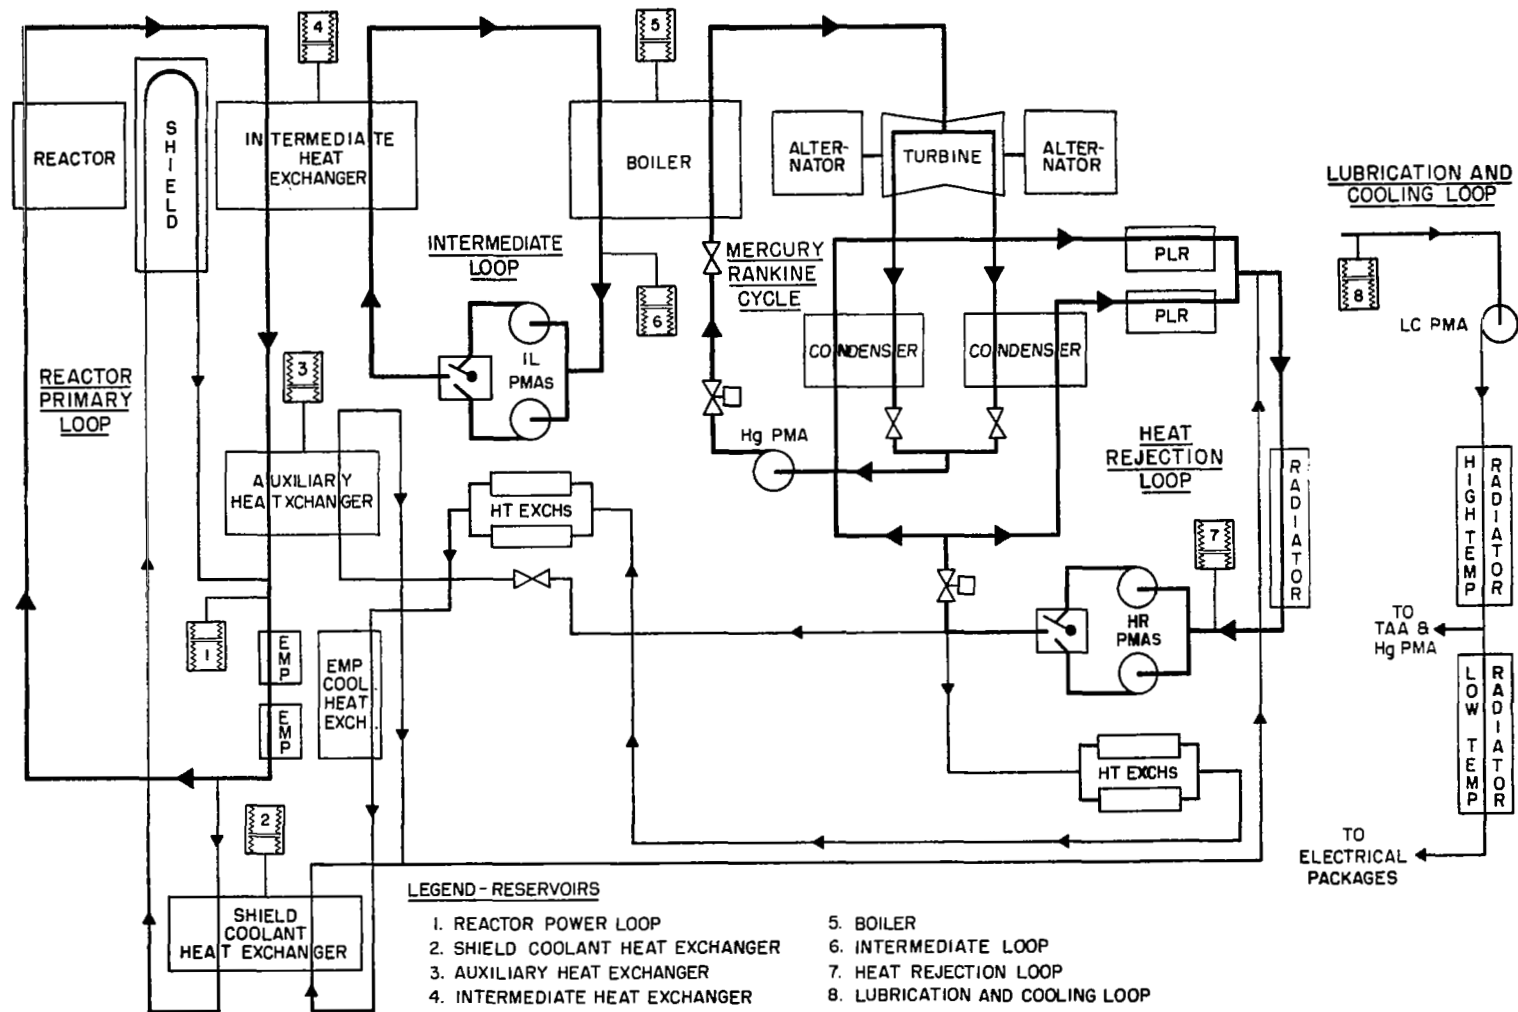 4
5
REACTOR
SHIELD
INTERMEDIATE
HEAT
EXCHANGER
BOILER
ALTER-
NATOR
TURBINE
ALTER-
NATOR
LUBRICATION AND
COOLING LOOP
INTERMEDIATE
LOOP
MERCURY
RANKINE
CYCLE
PLR
PLR
8
LC PMA
6
IL
PMAS
CONDENSER
CONDENSER
REACTOR
PRIMARY
LOOP
3
Hg PMA
HEAT
REJECTION
LOOP
AUXILIARY
HEAT XCHANGER
HT EXCHS
RADIATOR
HIGH TEMP
RADIATOR
7
1
EMP
EMP
EMP
COOL
HEAT
EXCH
HR
PMAS
TO
TAA &
Hg PMA
LOW TEMP
RADIATOR
HT EXCHS
2
TO
ELECTRICAL
PACKAGES
SHIELD
COOLANT
HEAT EXCHANGER
LEGEND-RESERVOIRS
1. REACTOR POWER LOOP
2. SHIELD COOLANT HEAT EXCHANGER
3. AUXILIARY HEAT EXCHANGER
4. INTERMEDIATE HEAT EXCHANGER
5. BOILER
6. INTERMEDIATE LOOP
7. HEAT REJECTION LOOP
8. LUBRICATION AND COOLING LOOP